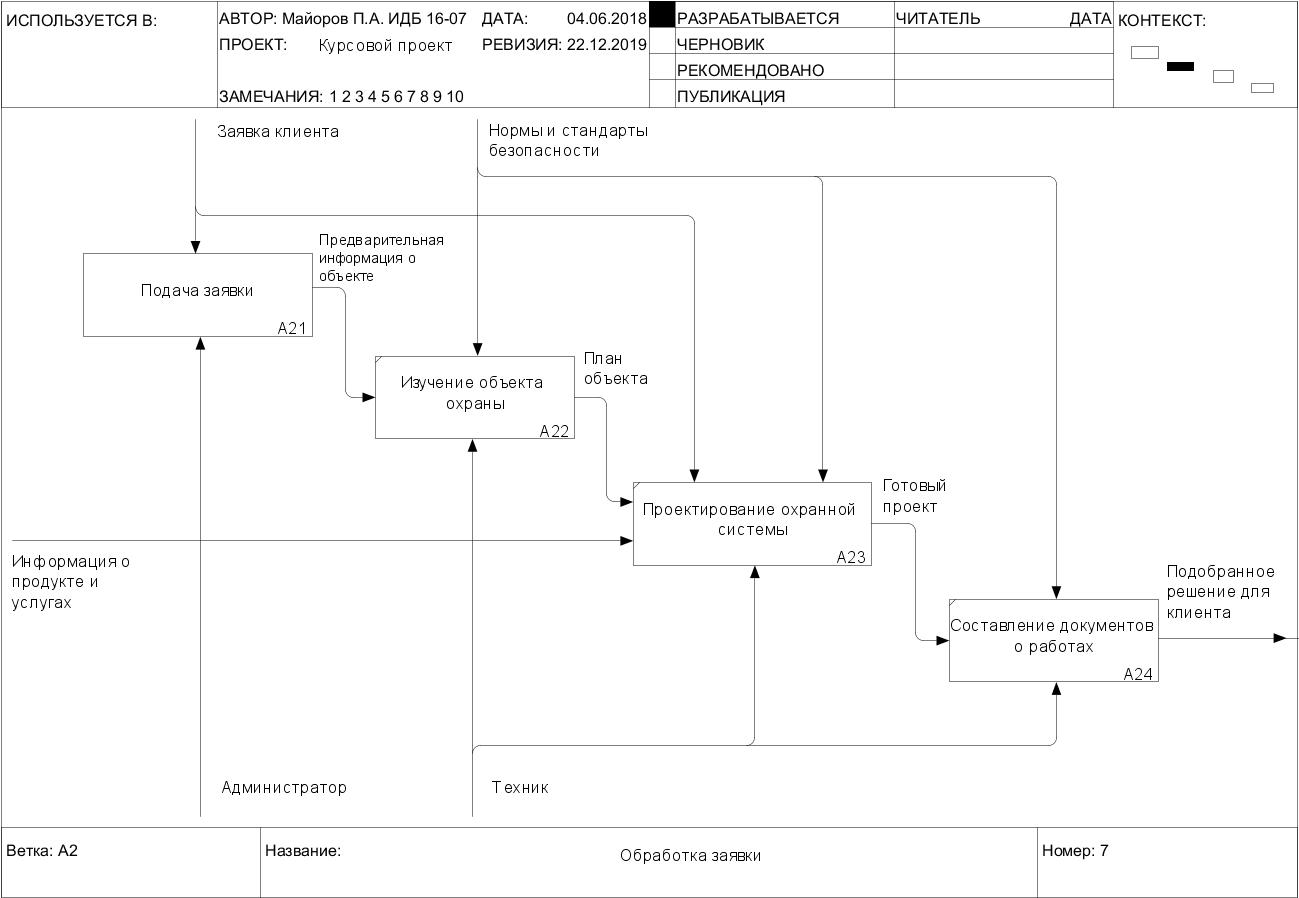 ИСПОЛЬЗУЕТСЯ В:
АВТОР: Майоров П.А. ИДБ 16-07
ДАТА: 04.06.2018
ПРОЕКТ: Курсовой проект
РЕВИЗИЯ: 22.12.2019
ЗАМЕЧАНИЯ: 1 2 3 4 5 6 7 8 9 10
РАЗРАБАТЫВАЕТСЯ
ЧЕРНОВИК
РЕКОМЕНДОВАНО
ПУБЛИКАЦИЯ
ЧИТАТЕЛЬ
ДАТА
КОНТЕКСТ:
Заявка клиента
Нормы и стандарты
безопасности
Предварительная
информация о
объекте
Подача заявки
A21
План
объекта
Изучение объекта
охраны
A22
Готовый
проект
Проектирование охранной
системы
A23
Информация о
продукте и
услугах
Подобранное
решение для
клиента
Составление документов
о работах
A24
Администратор
Техник
Ветка: A2
Название:
Обработка заявки
Номер: 7